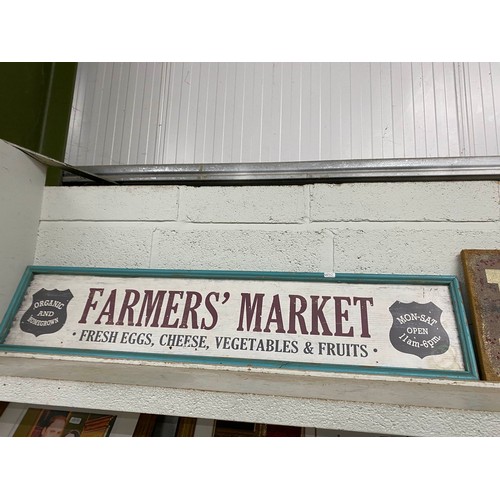 ORGANIC
AND
HOMEGROWN
FARMERS' MARKET
· FRESH EGGS, CHEESE, VEGETABLES & FRUITS ·
MON-SAT
OPEN
11am-6pm